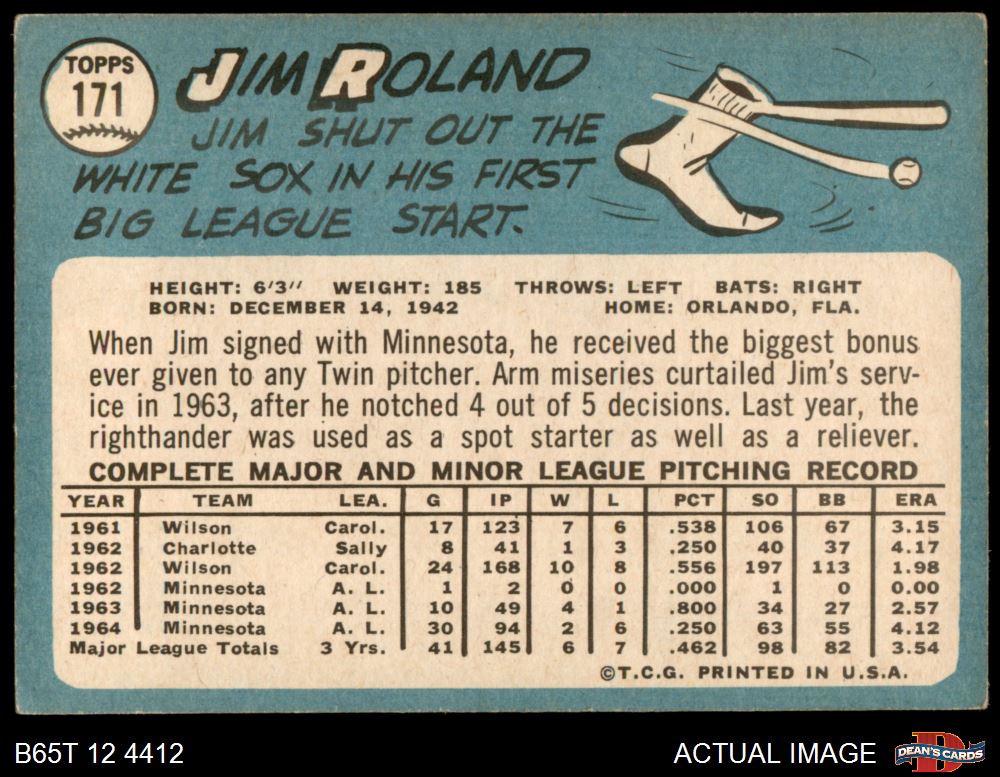 TOPPS
171
JIM ROLAND
JIM SHUT OUT THE
WHITE SOX IN HIS FIRST
BIG LEAGUE START.
HEIGHT: 6'3" WEIGHT: 185 THROWS: LEFT BATS: RIGHT
BORN: DECEMBER 14, 1942 HOME: ORLANDO, FLA.
When Jim signed with Minnesota, he received the biggest bonus
ever given to any Twin pitcher. Arm miseries curtailed Jim's serv-
ice in 1963, after he notched 4 out of 5 decisions. Last year, the
righthander was used as a spot starter as well as a reliever.
COMPLETE MAJOR AND MINOR LEAGUE PITCHING RECORD
YEAR TEAM LEA. G IP W L PCT SO BB ERA
1961 Wilson Carol. 17 123 7 6 .538 106 67 3.15
1962 Charlotte Sally 8 41 1 3 .250 40 37 4.17
1962 Wilson Carol. 24 168 10 8 .556 197 113 1.98
1962 Minnesota A. L. 1 2 0 0 .000 1 0 0.00
1963 Minnesota A. L. 10 49 4 1 .800 34 27 2.57
1964 Minnesota A. L. 30 94 2 6 .250 63 55 4.12
Major League Totals 3 Yrs. 41 145 6 7 .462 98 82 3.54
©T.C.G. PRINTED IN U.S.A.
B65T 12 4412 ACTUAL IMAGE DEAN'S CARDS